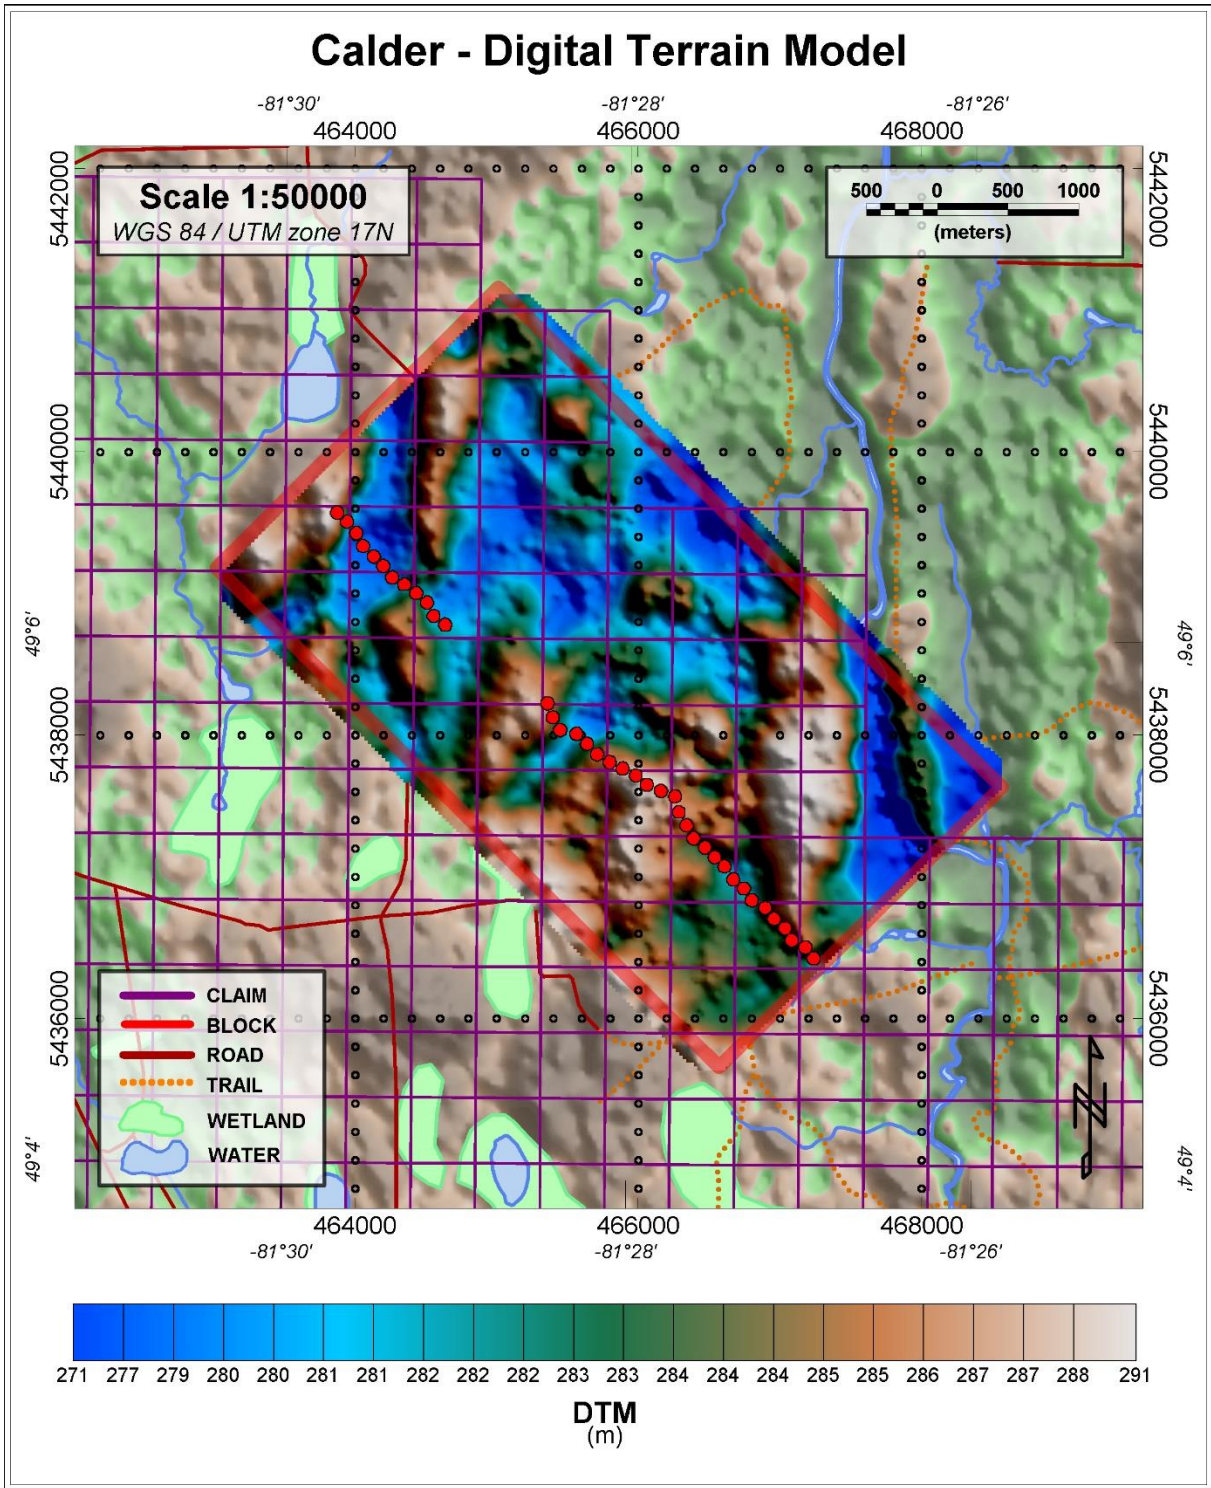 Calder - Digital Terrain Model
-81°30' -81°28' -81°26'
464000 466000 468000
Scale 1:50000
WGS 84 / UTM zone 17N
500 0 500 1000
(meters)
5442000 5442000
5440000 5440000
49°6' 49°6'
5438000 5438000
5436000 5436000
CLAIM
BLOCK
ROAD
TRAIL
WETLAND
WATER
49°4' 49°4'
464000 466000 468000
-81°30' -81°28' -81°26'
271 277 279 280 281 281 282 282 282 283 283 284 284 284 285 285 286 287 287 288 291
DTM
(m)